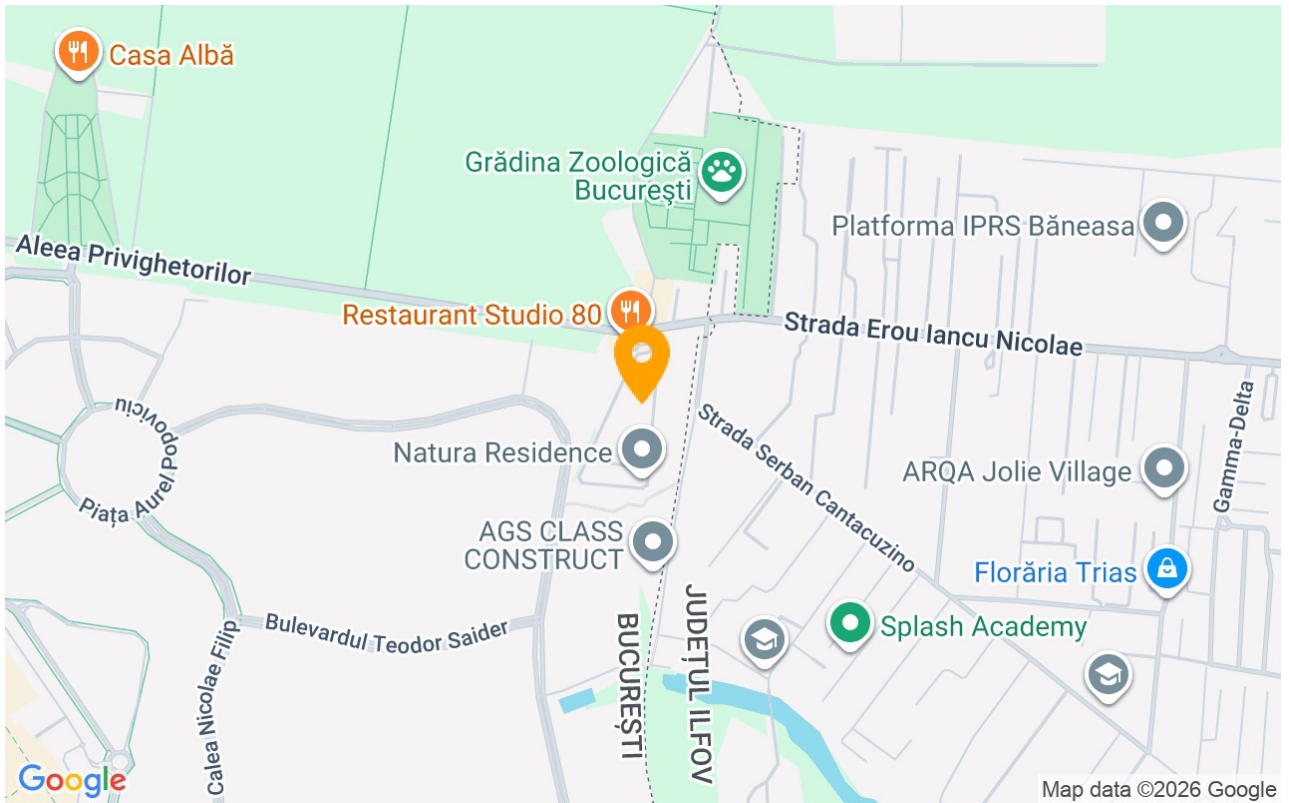 Casa Albă
Grădina Zoologică
București
Platforma IPRS Băneasa
Aleea Privighetorilor
Restaurant Studio 80
Strada Erou Iancu Nicolae
Piața Aurel Popoviciu
Natura Residence
Strada Serban Cantacuzino
ARQA Jolie Village
Gamma-Delta
AGS CLASS
CONSTRUCT
Florăria Trias
Calea Nicolae Filip
Bulevardul Teodor Saider
BUCUREȘTI
JUDEȚUL ILFOV
Splash Academy
Google
Map data ©2026 Google